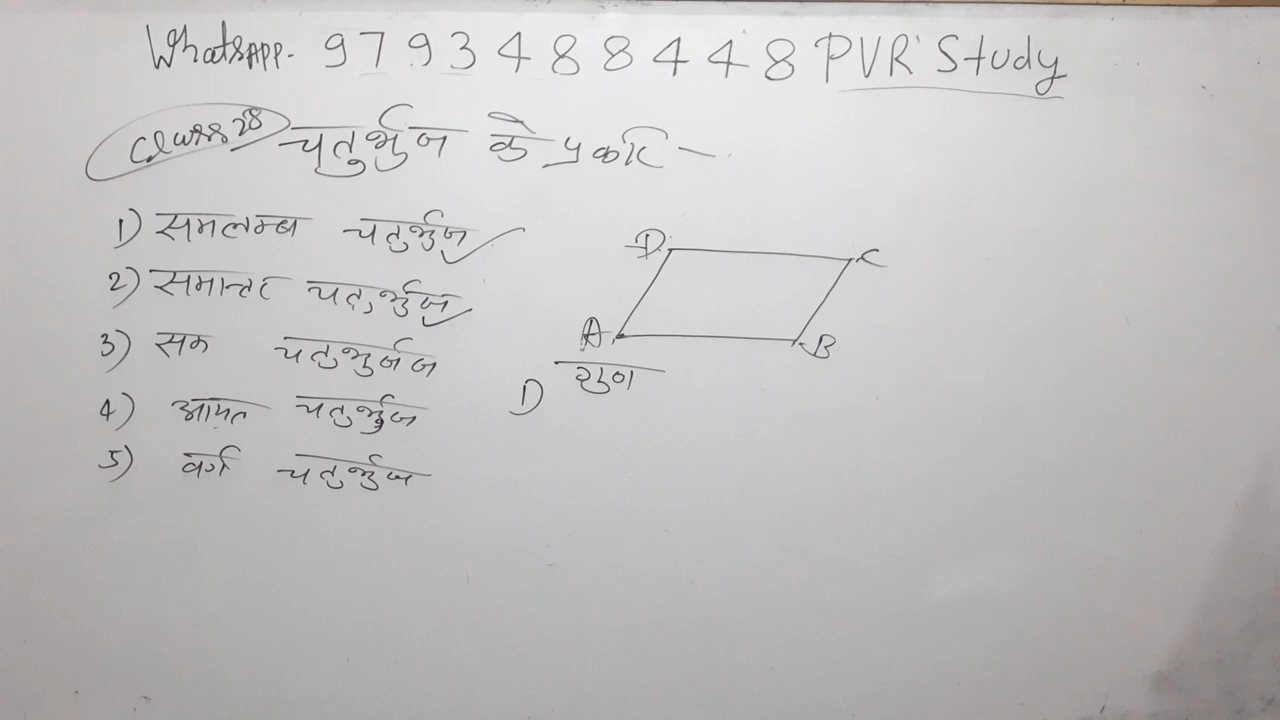 WhatsAPP. 9793488448 PVR Study
Class 28 चतुर्भुज के प्रकार –
1) समलम्ब चतुर्भुज
2) समान्तर चतुर्भुज
3) सम चतुर्भुर्ज
4) आयत चतुर्भुज
5) वर्ग चतुर्भुज
D C
A B
गुण
1)